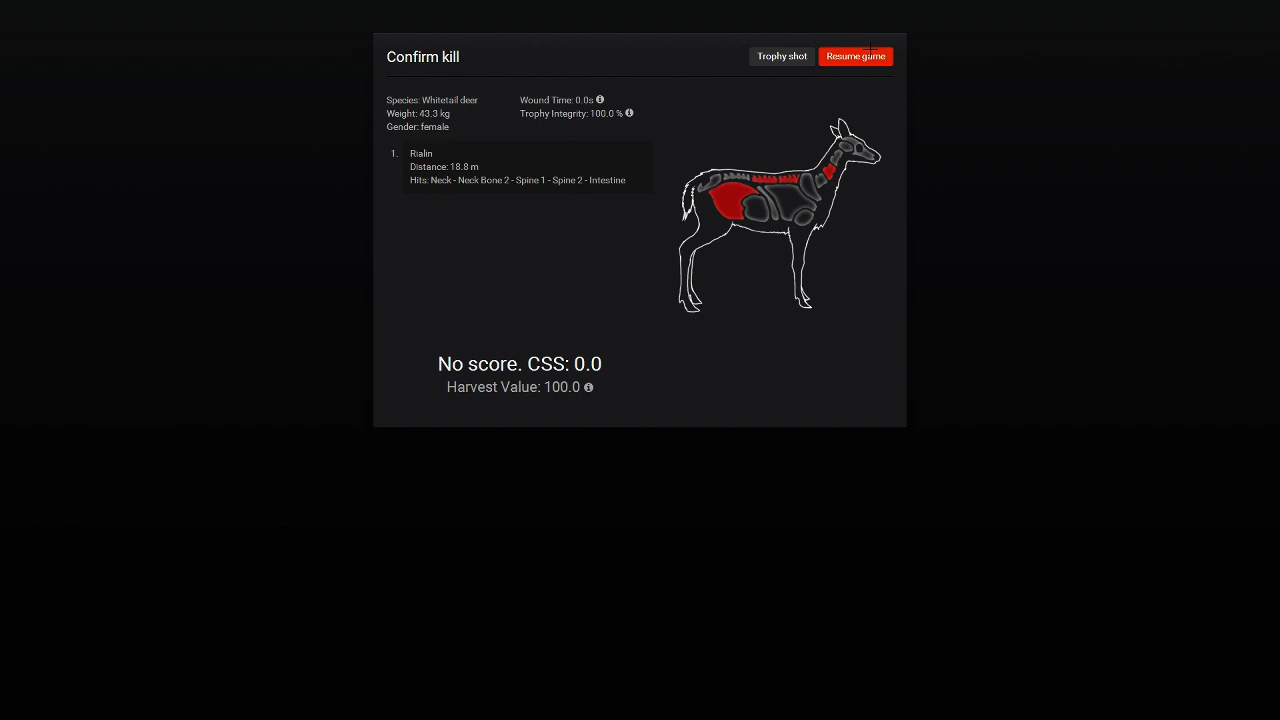 Confirm kill
Trophy shot
Resume game
Species: Whitetail deer
Weight: 43.3 kg
Gender: female
Wound Time: 0.0s
Trophy Integrity: 100.0 %
1. Rialin
Distance: 18.8 m
Hits: Neck - Neck Bone 2 - Spine 1 - Spine 2 - Intestine
No score. CSS: 0.0
Harvest Value: 100.0